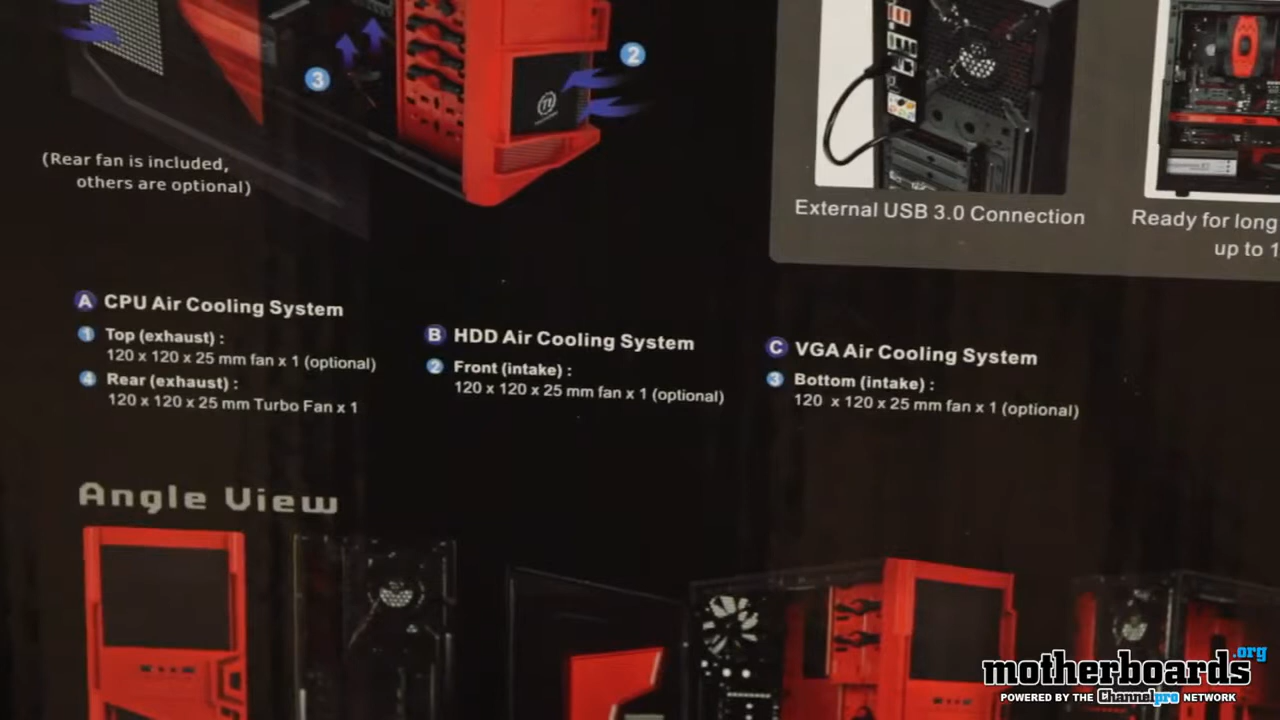 2
3
(Rear fan is included,
others are optional)
External USB 3.0 Connection
Ready for long
up to 1
A CPU Air Cooling System
1 Top (exhaust) :
120 x 120 x 25 mm fan x 1 (optional)
4 Rear (exhaust) :
120 x 120 x 25 mm Turbo Fan x 1
B HDD Air Cooling System
2 Front (intake) :
120 x 120 x 25 mm fan x 1 (optional)
C VGA Air Cooling System
3 Bottom (intake) :
120 x 120 x 25 mm fan x 1 (optional)
Angle View
motherboards.org
POWERED BY THE Channelpro NETWORK